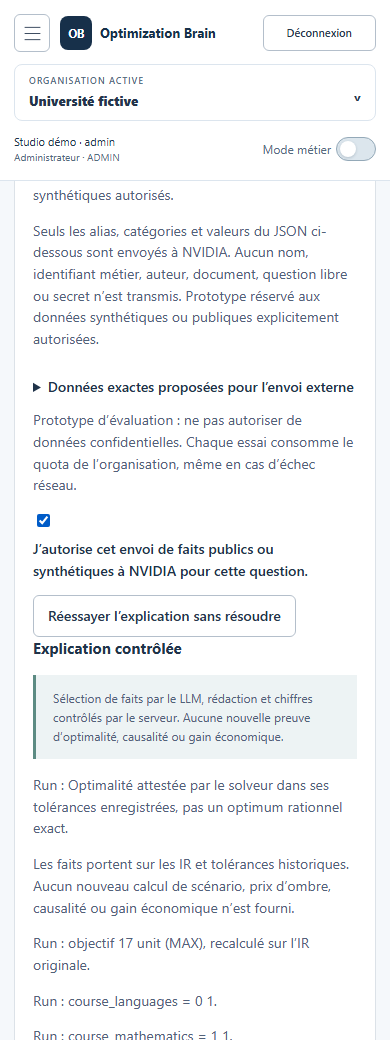 OB Optimization Brain Déconnexion
ORGANISATION ACTIVE
Université fictive
Studio démo · admin
Administrateur · ADMIN
Mode métier
synthétiques autorisés.
Seuls les alias, catégories et valeurs du JSON ci-
dessous sont envoyés à NVIDIA. Aucun nom,
identifiant métier, auteur, document, question libre
ou secret n’est transmis. Prototype réservé aux
données synthétiques ou publiques explicitement
autorisées.
Données exactes proposées pour l’envoi externe
Prototype d’évaluation : ne pas autoriser de
données confidentielles. Chaque essai consomme le
quota de l’organisation, même en cas d’échec
réseau.
J’autorise cet envoi de faits publics ou
synthétiques à NVIDIA pour cette question.
Réessayer l’explication sans résoudre
Explication contrôlée
Sélection de faits par le LLM, rédaction et chiffres
contrôlés par le serveur. Aucune nouvelle preuve
d’optimalité, causalité ou gain économique.
Run : Optimalité attestée par le solveur dans ses
tolérances enregistrées, pas un optimum rationnel
exact.
Les faits portent sur les IR et tolérances historiques.
Aucun nouveau calcul de scénario, prix d’ombre,
causalité ou gain économique n’est fourni.
Run : objectif 17 unit (MAX), recalculé sur l’IR
originale.
Run : course_languages = 0 1.
Run : course_mathematics = 1 1.